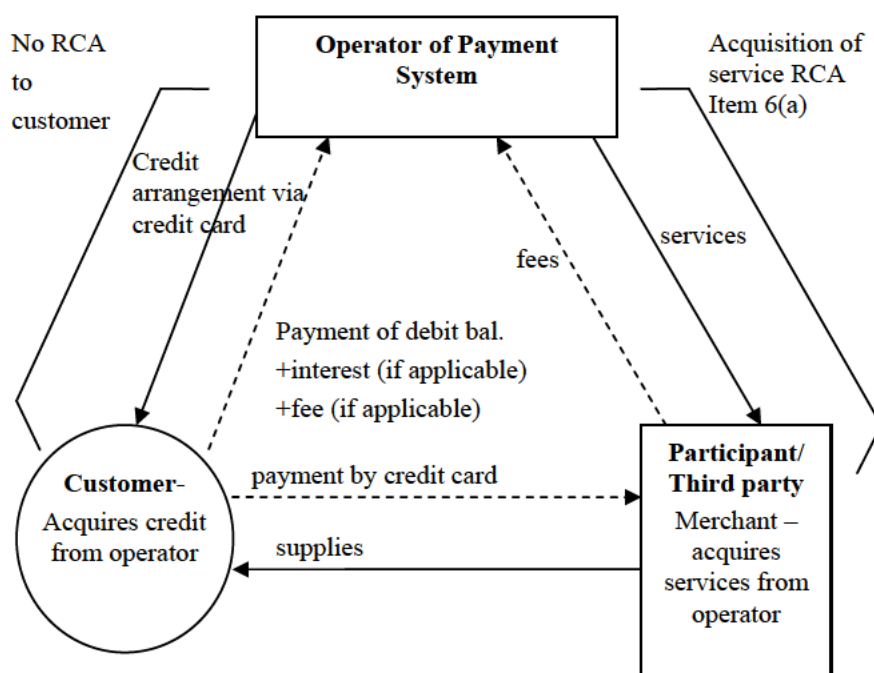 No RCA
to
customer
Operator of Payment
System
Acquisition of
service RCA
Item 6(a)
Credit
arrangement via
credit card
services
fees
Payment of debit bal.
+interest (if applicable)
+fee (if applicable)
Customer-
Acquires credit
from operator
payment by credit card
supplies
Participant/
Third party
Merchant –
acquires
services from
operator